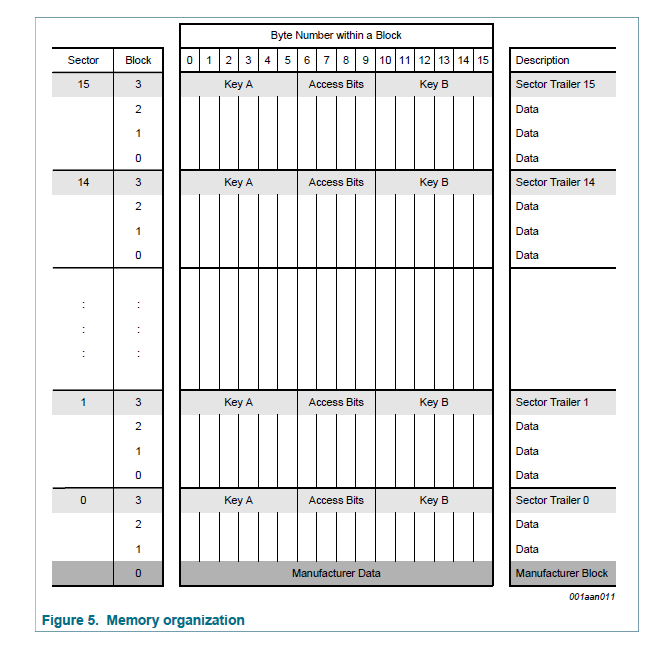 Byte Number within a Block
Sector Block 0 1 2 3 4 5 6 7 8 9 10 11 12 13 14 15 Description
15 3 Key A Access Bits Key B Sector Trailer 15
2 Data
1 Data
0 Data
14 3 Key A Access Bits Key B Sector Trailer 14
2 Data
1 Data
0 Data
: :
: :
: :
1 3 Key A Access Bits Key B Sector Trailer 1
2 Data
1 Data
0 Data
0 3 Key A Access Bits Key B Sector Trailer 0
2 Data
1 Data
0 Manufacturer Data Manufacturer Block
001aan011
Figure 5. Memory organization